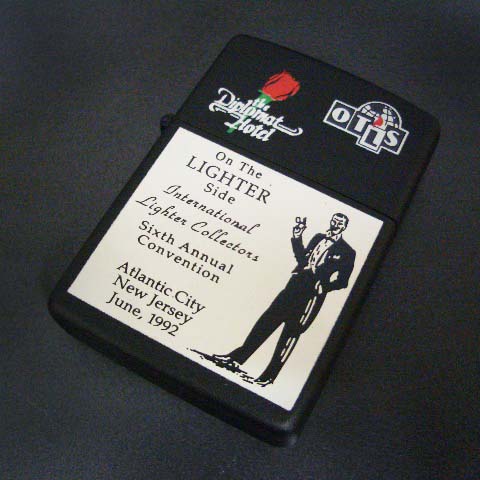 the
Diplomat
Hotel
OTLS
On The
LIGHTER
Side
International
Lighter Collectors
Sixth Annual
Convention
Atlantic City
New Jersey
June, 1992